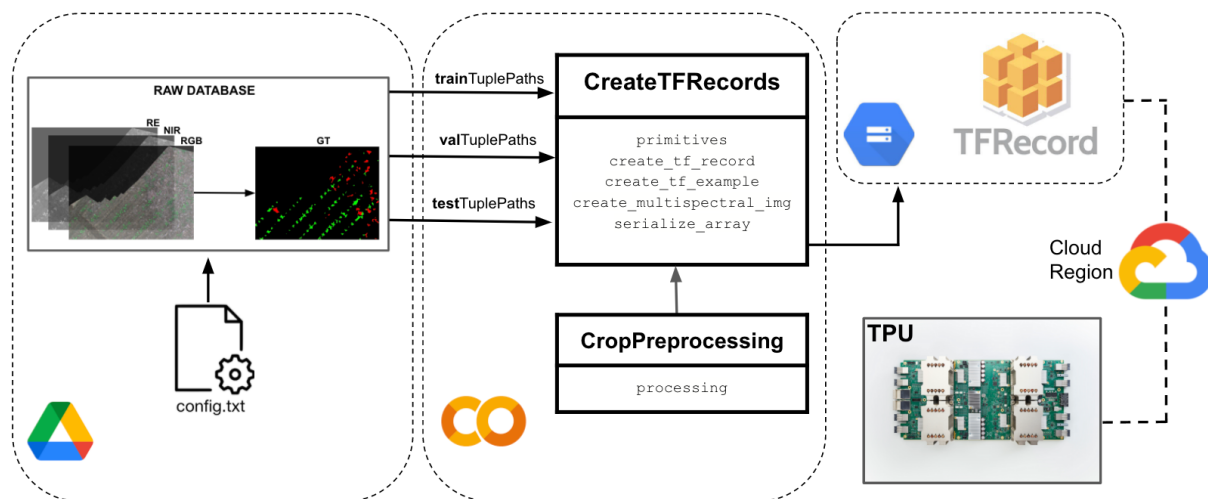 RAW DATABASE
RE
NIR
RGB
GT
config.txt
trainTuplePaths
valTuplePaths
testTuplePaths
CreateTFRecords
primitives
create_tf_record
create_tf_example
create_multispectral_img
serialize_array
CropPreprocessing
processing
TFRecord
Cloud
Region
TPU